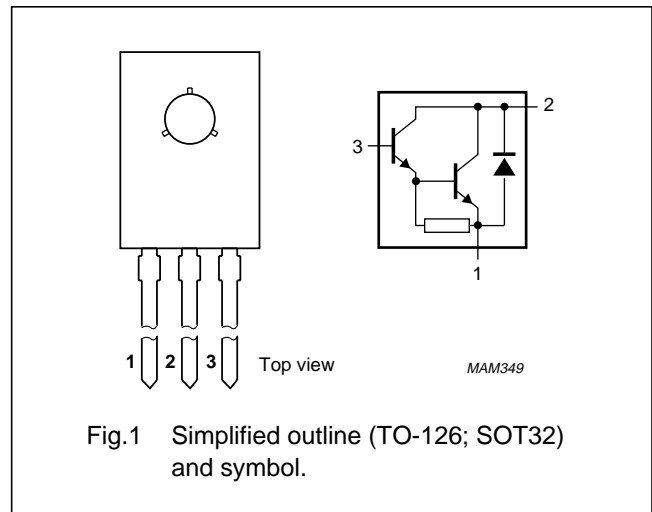 2
3
1
1 2 3 Top view
MAM349
Fig.1 Simplified outline (TO-126; SOT32)
and symbol.